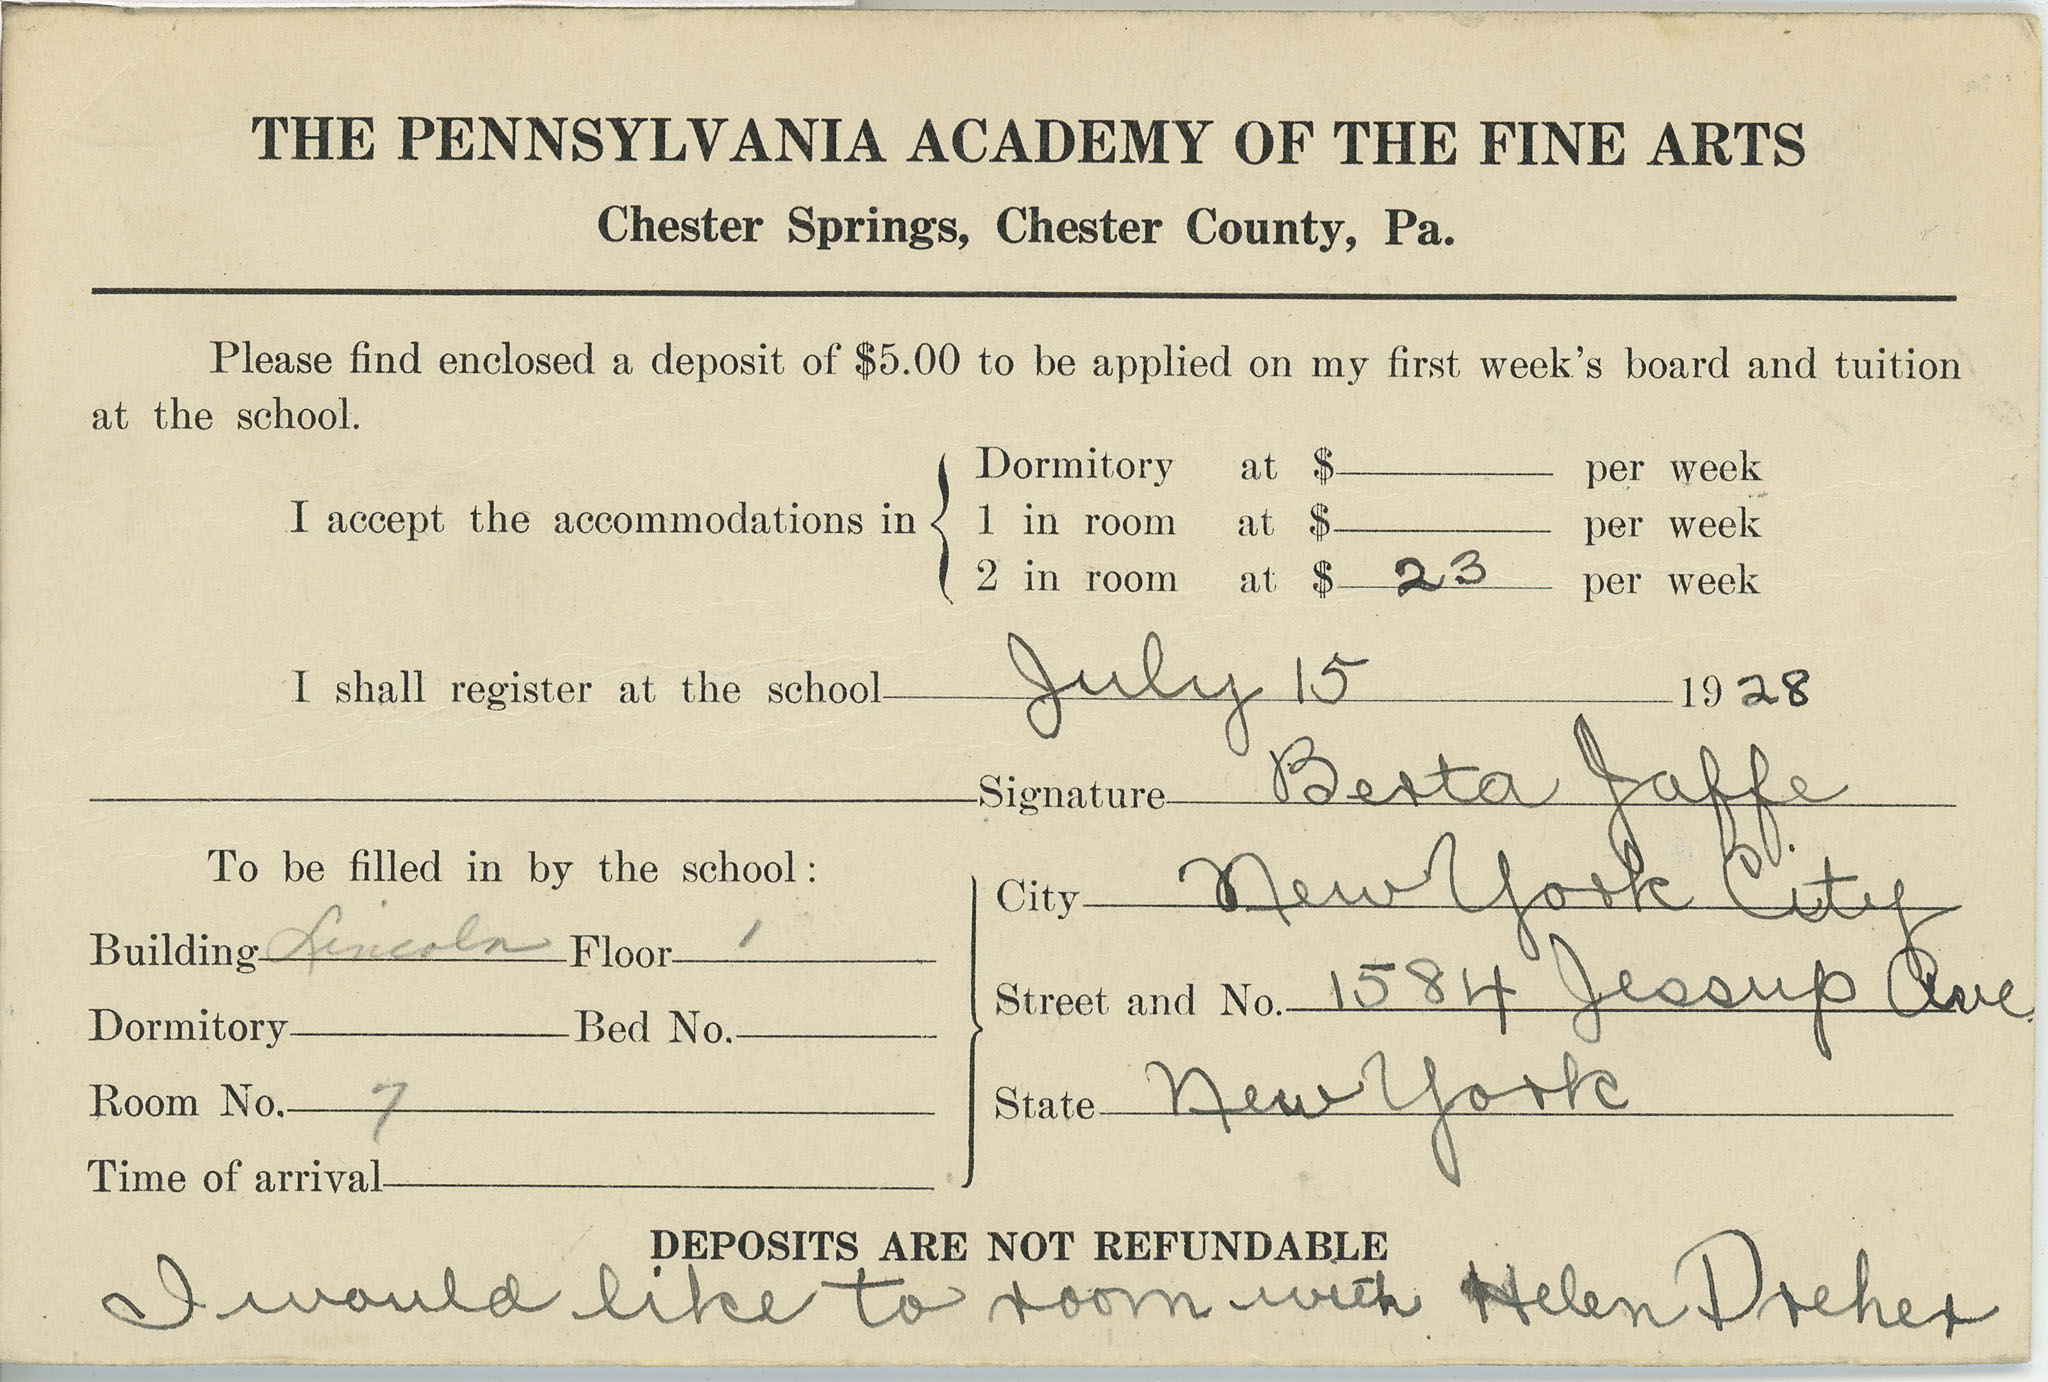 THE PENNSYLVANIA ACADEMY OF THE FINE ARTS
Chester Springs, Chester County, Pa.
Please find enclosed a deposit of $5.00 to be applied on my first week's board and tuition
at the school.
I accept the accommodations in
Dormitory at $ per week
1 in room at $ per week
2 in room at $ 23 per week
I shall register at the school July 15 1928
Signature Berta Jaffe
To be filled in by the school:
Building Lincoln Floor 1
Dormitory Bed No.
Room No. 7
Time of arrival
City New York City
Street and No. 1584 Jessup Ave.
State New York
DEPOSITS ARE NOT REFUNDABLE
I would like to room with Helen Dreher